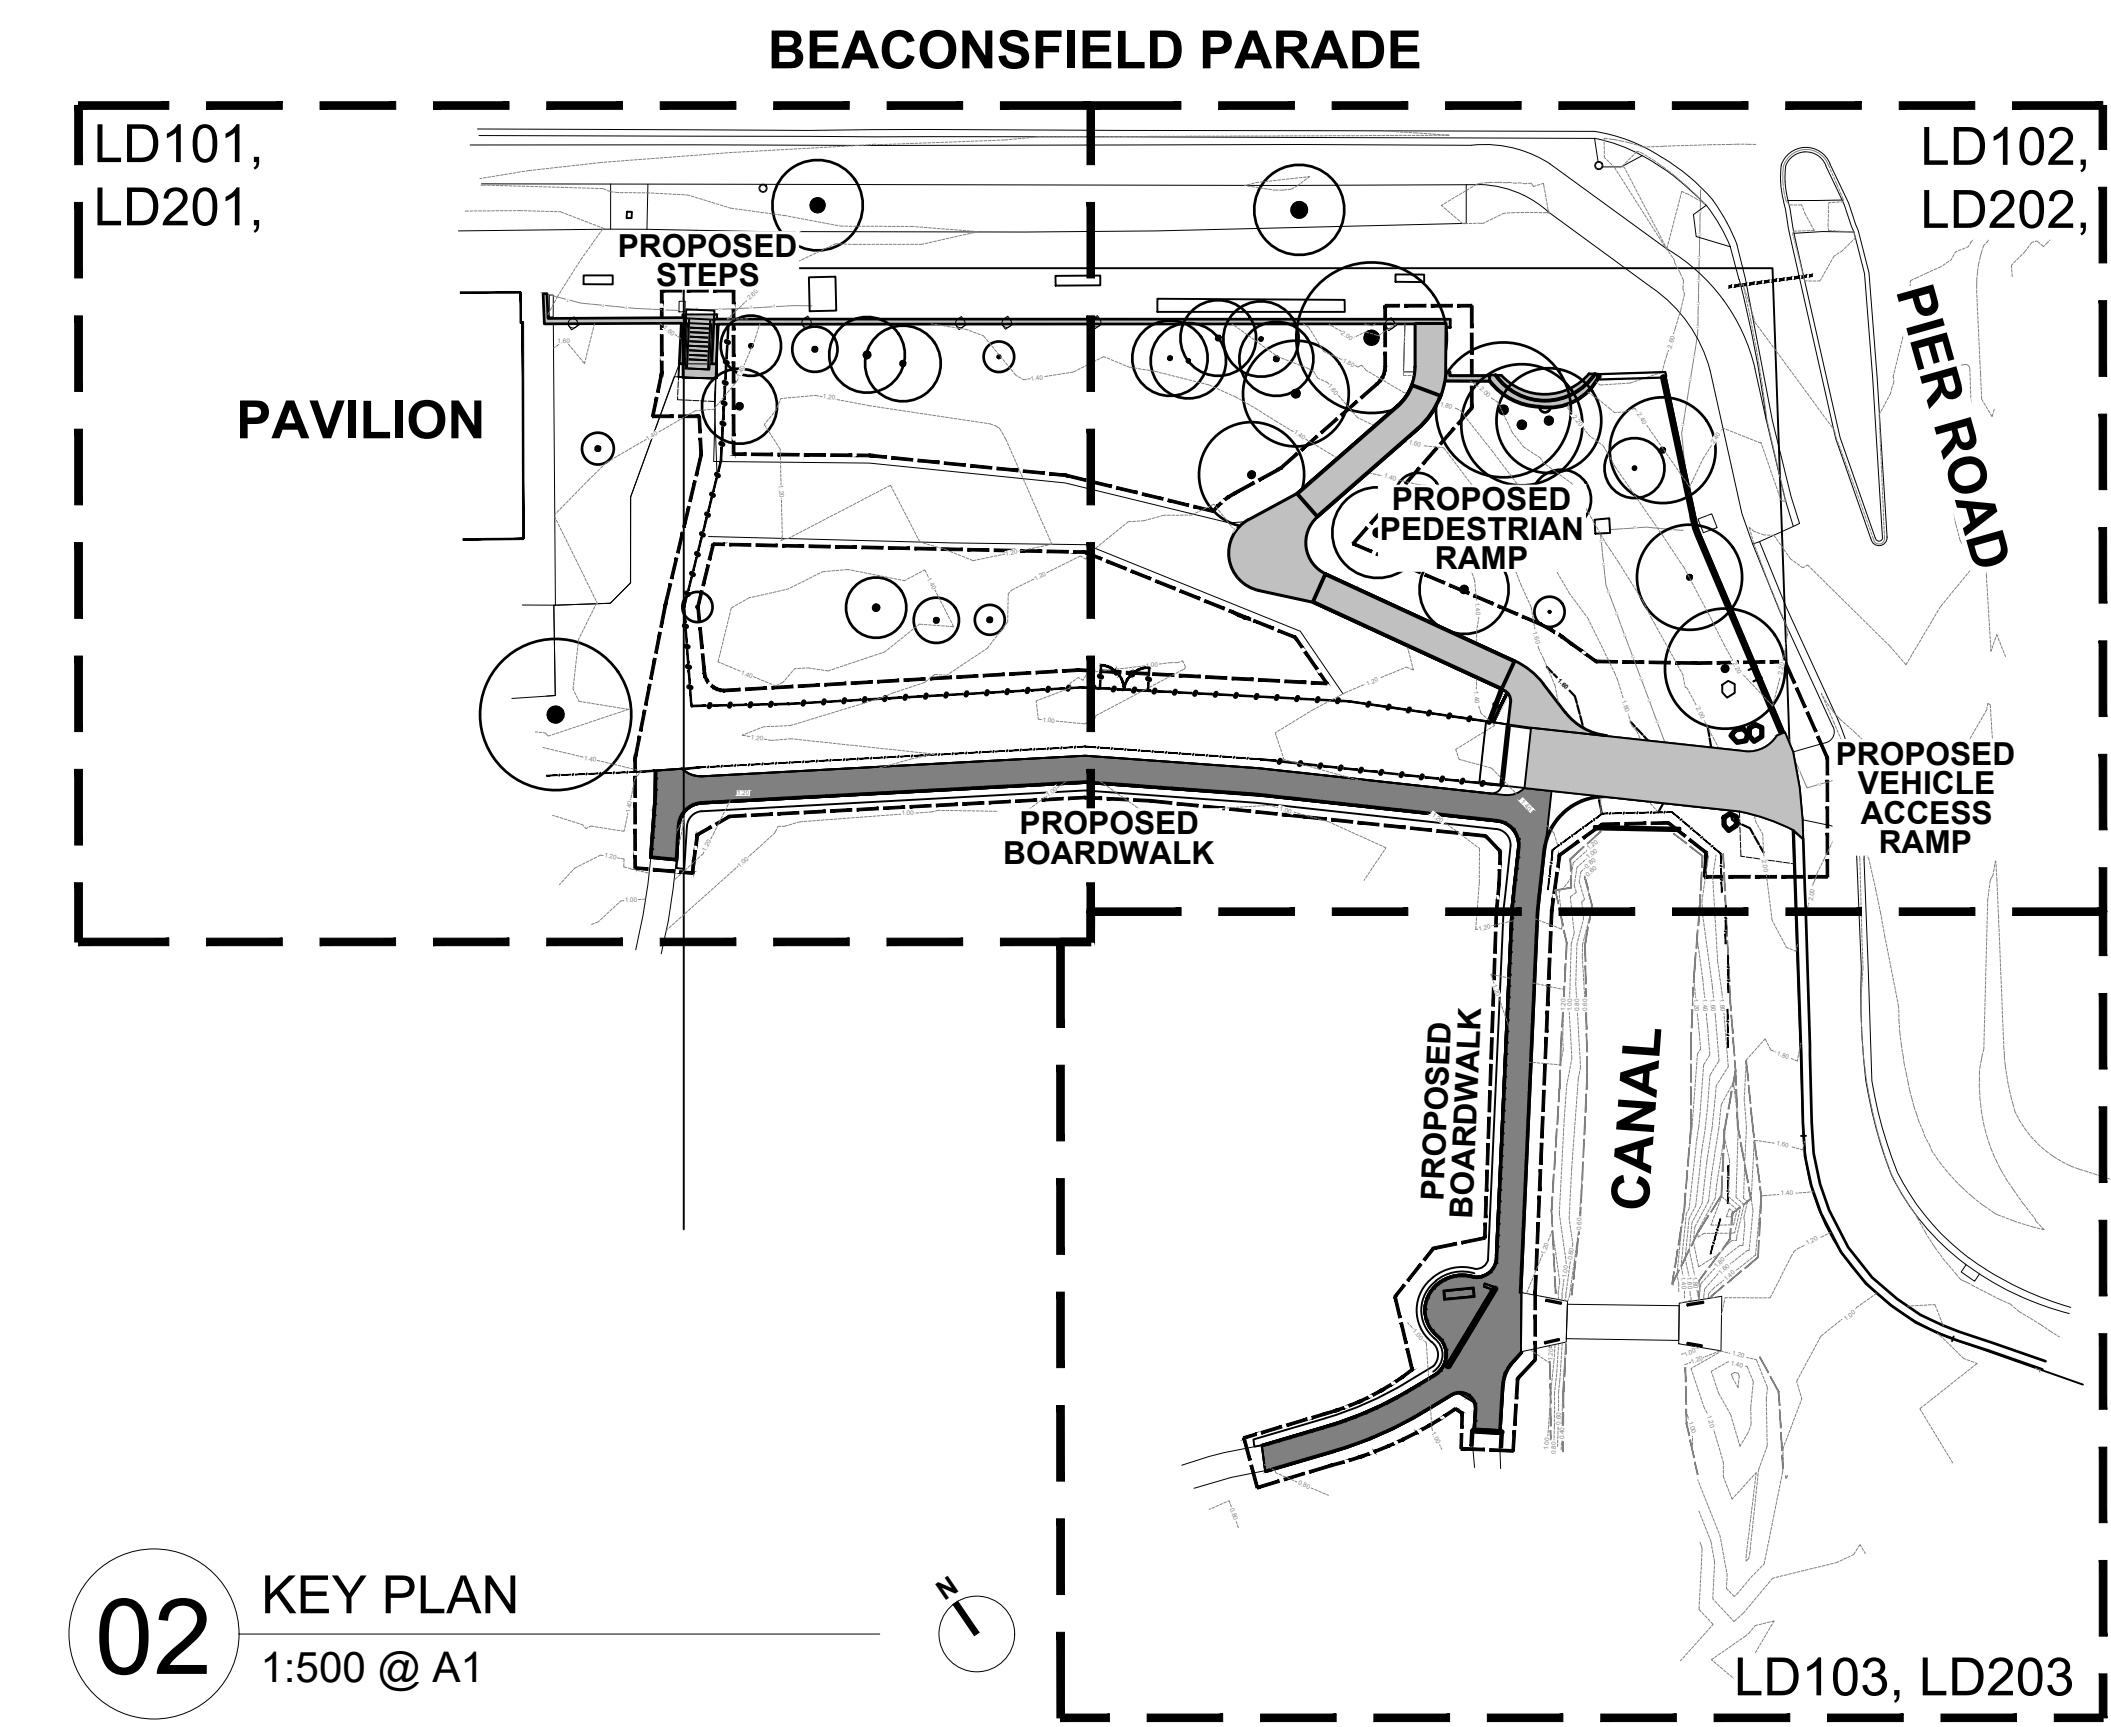 BEACONSFIELD PARADE
LD101,
LD201,
LD102,
LD202,
PROPOSED
STEPS
PIER ROAD
PAVILION
PROPOSED
PEDESTRIAN
RAMP
PROPOSED
VEHICLE
ACCESS
RAMP
PROPOSED
BOARDWALK
PROPOSED
BOARDWALK
CANAL
N
02
KEY PLAN
1:500 @ A1
LD103, LD203